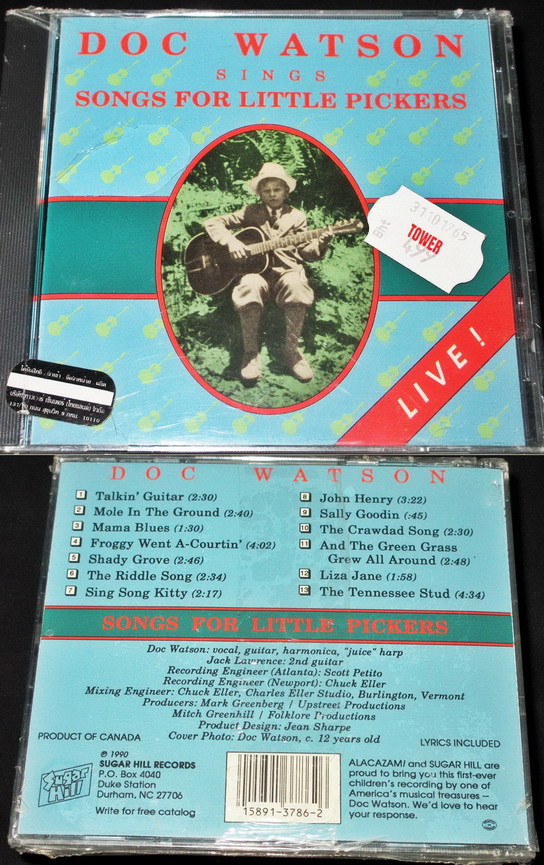 DOC WATSON
SINGS
SONGS FOR LITTLE PICKERS
31101765
TOWER
499
LIVE!
DOC WATSON
1 Talkin' Guitar (2:30)
2 Mole In The Ground (2:40)
3 Mama Blues (1:30)
4 Froggy Went A-Courtin' (4:02)
5 Shady Grove (2:46)
6 The Riddle Song (2:34)
7 Sing Song Kitty (2:17)
8 John Henry (3:22)
9 Sally Goodin (:45)
10 The Crawdad Song (2:30)
11 And The Green Grass
Grew All Around (2:48)
12 Liza Jane (1:58)
13 The Tennessee Stud (4:34)
SONGS FOR LITTLE PICKERS
Doc Watson: vocal, guitar, harmonica, "juice" harp
Jack Lawrence: 2nd guitar
Recording Engineer (Atlanta): Scott Petito
Recording Engineer (Newport): Chuck Eller
Mixing Engineer: Chuck Eller, Charles Eller Studio, Burlington, Vermont
Producers: Mark Greenberg / Upstreet Productions
Mitch Greenhill / Folklore Productions
Product Design: Jean Sharpe
Cover Photo: Doc Watson, c. 12 years old
PRODUCT OF CANADA
LYRICS INCLUDED
℗ 1990
SUGAR HILL RECORDS
P.O. Box 4040
Duke Station
Durham, NC 27706
Write for free catalog
Sugar
Hill
15891-3786-2
ALACAZAM! and SUGAR HILL are
proud to bring you this first-ever
children's recording by one of
America's musical treasures –
Doc Watson. We'd love to hear
your response.